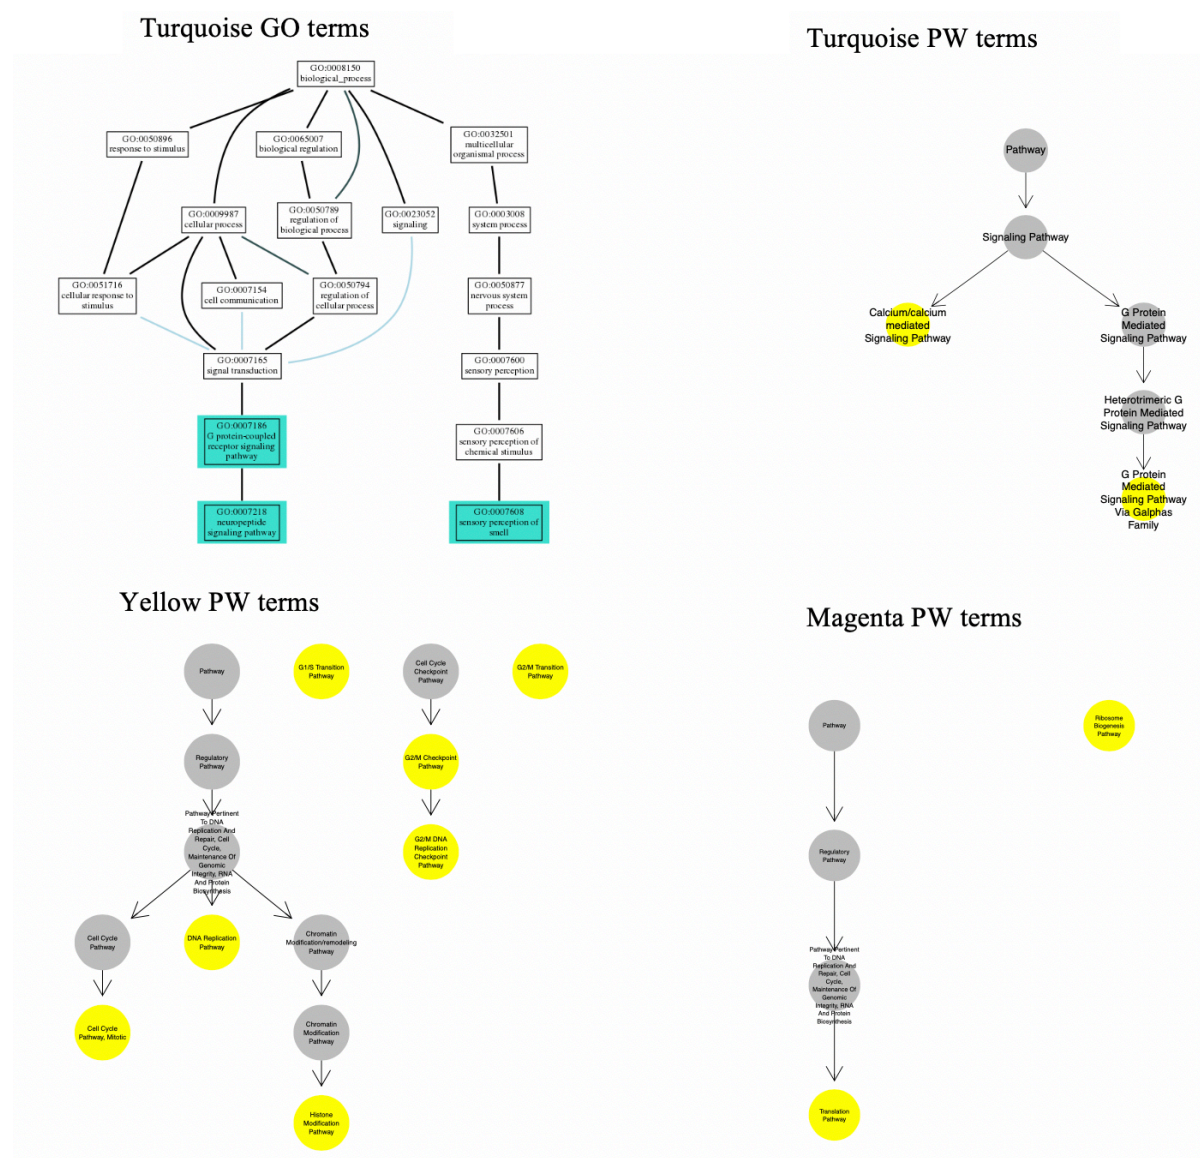 Turquoise GO terms
GO:0008150
biological_process
GO:0050896
response to stimulus
GO:0065007
biological regulation
GO:0032501
multicellular
organismal process
GO:0009987
cellular process
GO:0050789
regulation of
biological process
GO:0023052
signaling
GO:0003008
system process
GO:0051716
cellular response to
stimulus
GO:0007154
cell communication
GO:0050794
regulation of
cellular process
GO:0050877
nervous system
process
GO:0007165
signal transduction
GO:0007600
sensory perception
GO:0007186
G protein-coupled
receptor signaling
pathway
GO:0007606
sensory perception of
chemical stimulus
GO:0007218
neuropeptide
signaling pathway
GO:0007608
sensory perception of
smell
Turquoise PW terms
Pathway
Signaling Pathway
Calcium/calcium
mediated
Signaling Pathway
G Protein
Mediated
Signaling Pathway
Heterotrimeric G
Protein Mediated
Signaling Pathway
G Protein
Mediated
Signaling Pathway
Via Galphas
Family
Yellow PW terms
Pathway
G1/S Transition
Pathway
Cell Cycle
Checkpoint
Pathway
G2/M Transition
Pathway
Regulatory
Pathway
G2/M Checkpoint
Pathway
Pathway Pertinent
To DNA
Replication And
Repair, Cell
Cycle,
Maintenance Of
Genomic
Integrity, RNA
And Protein
Biosynthesis
G2/M DNA
Replication
Checkpoint
Pathway
Cell Cycle
Pathway
DNA Replication
Pathway
Chromatin
Modification/remodeling
Pathway
Cell Cycle
Pathway, Mitotic
Chromatin
Modification
Pathway
Histone
Modification
Pathway
Magenta PW terms
Pathway
Ribosome
Biogenesis
Pathway
Regulatory
Pathway
Pathway Pertinent
To DNA
Replication And
Repair, Cell
Cycle,
Maintenance Of
Genomic
Integrity, RNA
And Protein
Biosynthesis
Translation
Pathway